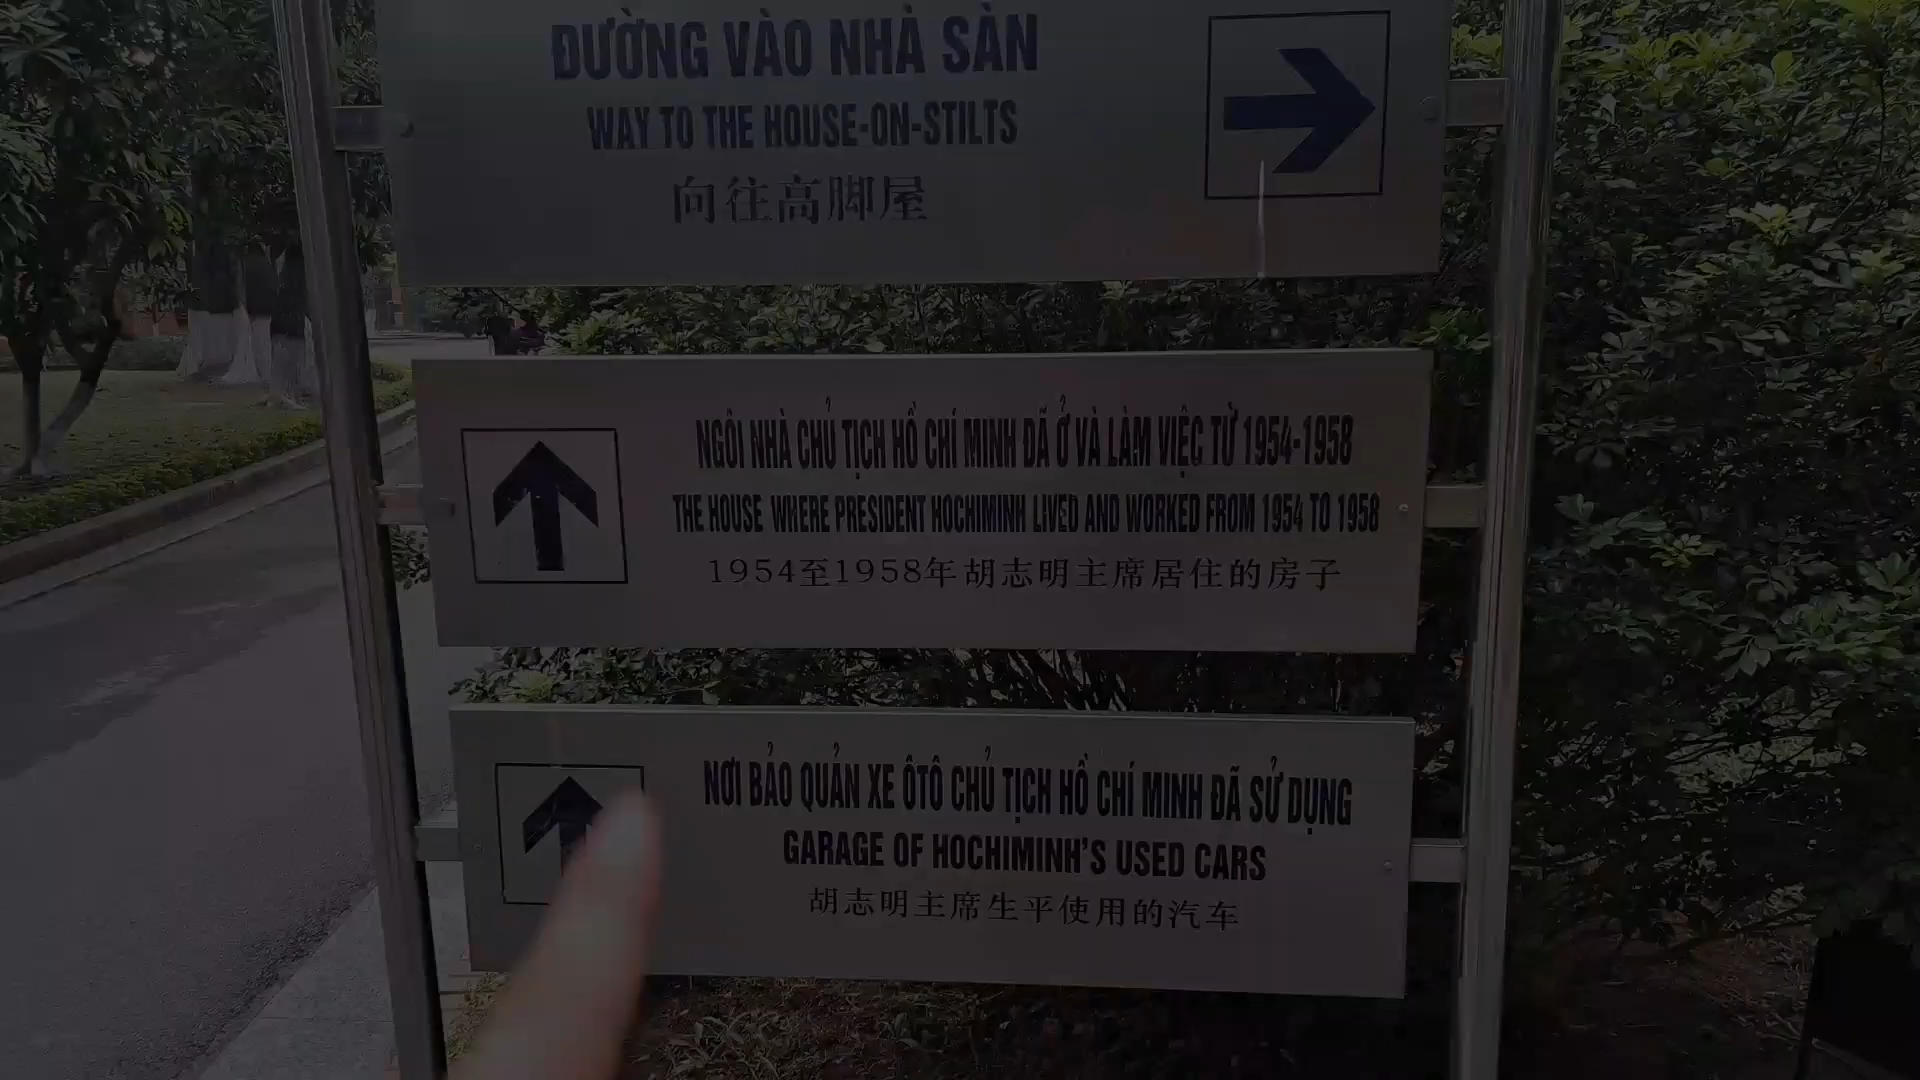 ĐƯỜNG VÀO NHÀ SÀN
WAY TO THE HOUSE-ON-STILTS
向往高脚屋
NGÔI NHÀ CHỦ TỊCH HỒ CHÍ MINH ĐÃ Ở VÀ LÀM VIỆC TỪ 1954-1958
THE HOUSE WHERE PRESIDENT HOCHIMINH LIVED AND WORKED FROM 1954 TO 1958
1954至1958年胡志明主席居住的房子
NƠI BẢO QUẢN XE ÔTÔ CHỦ TỊCH HỒ CHÍ MINH ĐÃ SỬ DỤNG
GARAGE OF HOCHIMINH'S USED CARS
胡志明主席生平使用的汽车